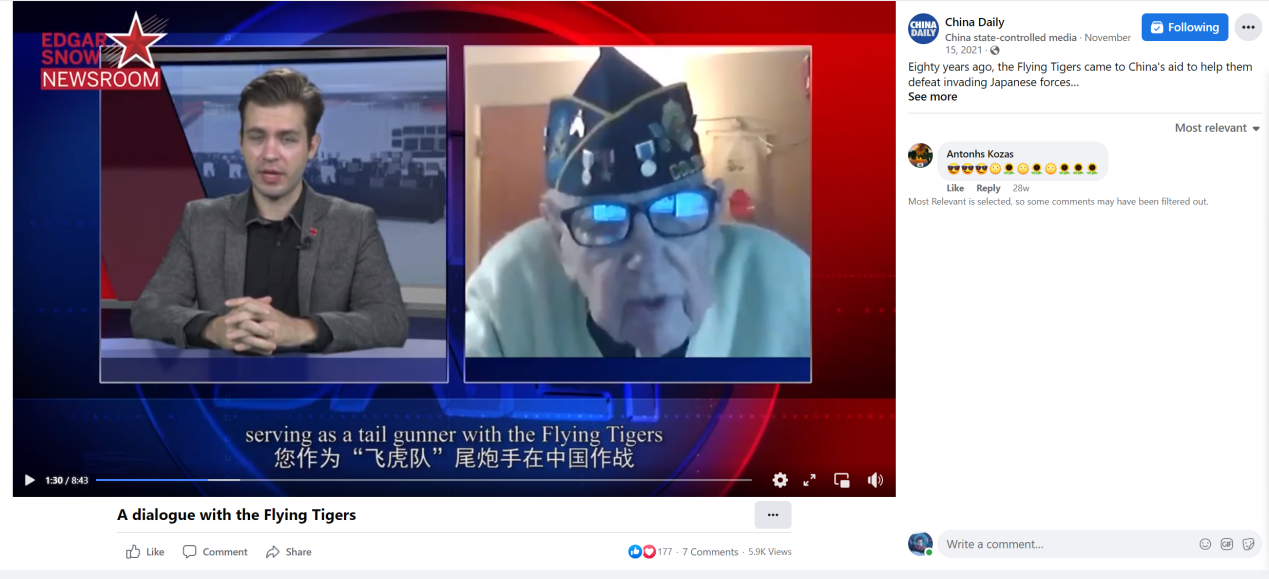 EDGAR
SNOW
NEWSROOM
serving as a tail gunner with the Flying Tigers
您作为“飞虎队”尾炮手在中国作战
1:30 / 8:43
A dialogue with the Flying Tigers
...
Like
Comment
Share
177 · 7 Comments · 5.9K Views
CHINA
DAILY
China Daily
China state-controlled media · November
15, 2021 ·
Following
Eighty years ago, the Flying Tigers came to China's aid to help them
defeat invading Japanese forces...
See more
Most relevant
Antonhs Kozas
Like Reply 28w
Most Relevant is selected, so some comments may have been filtered out.
Write a comment...
GIF